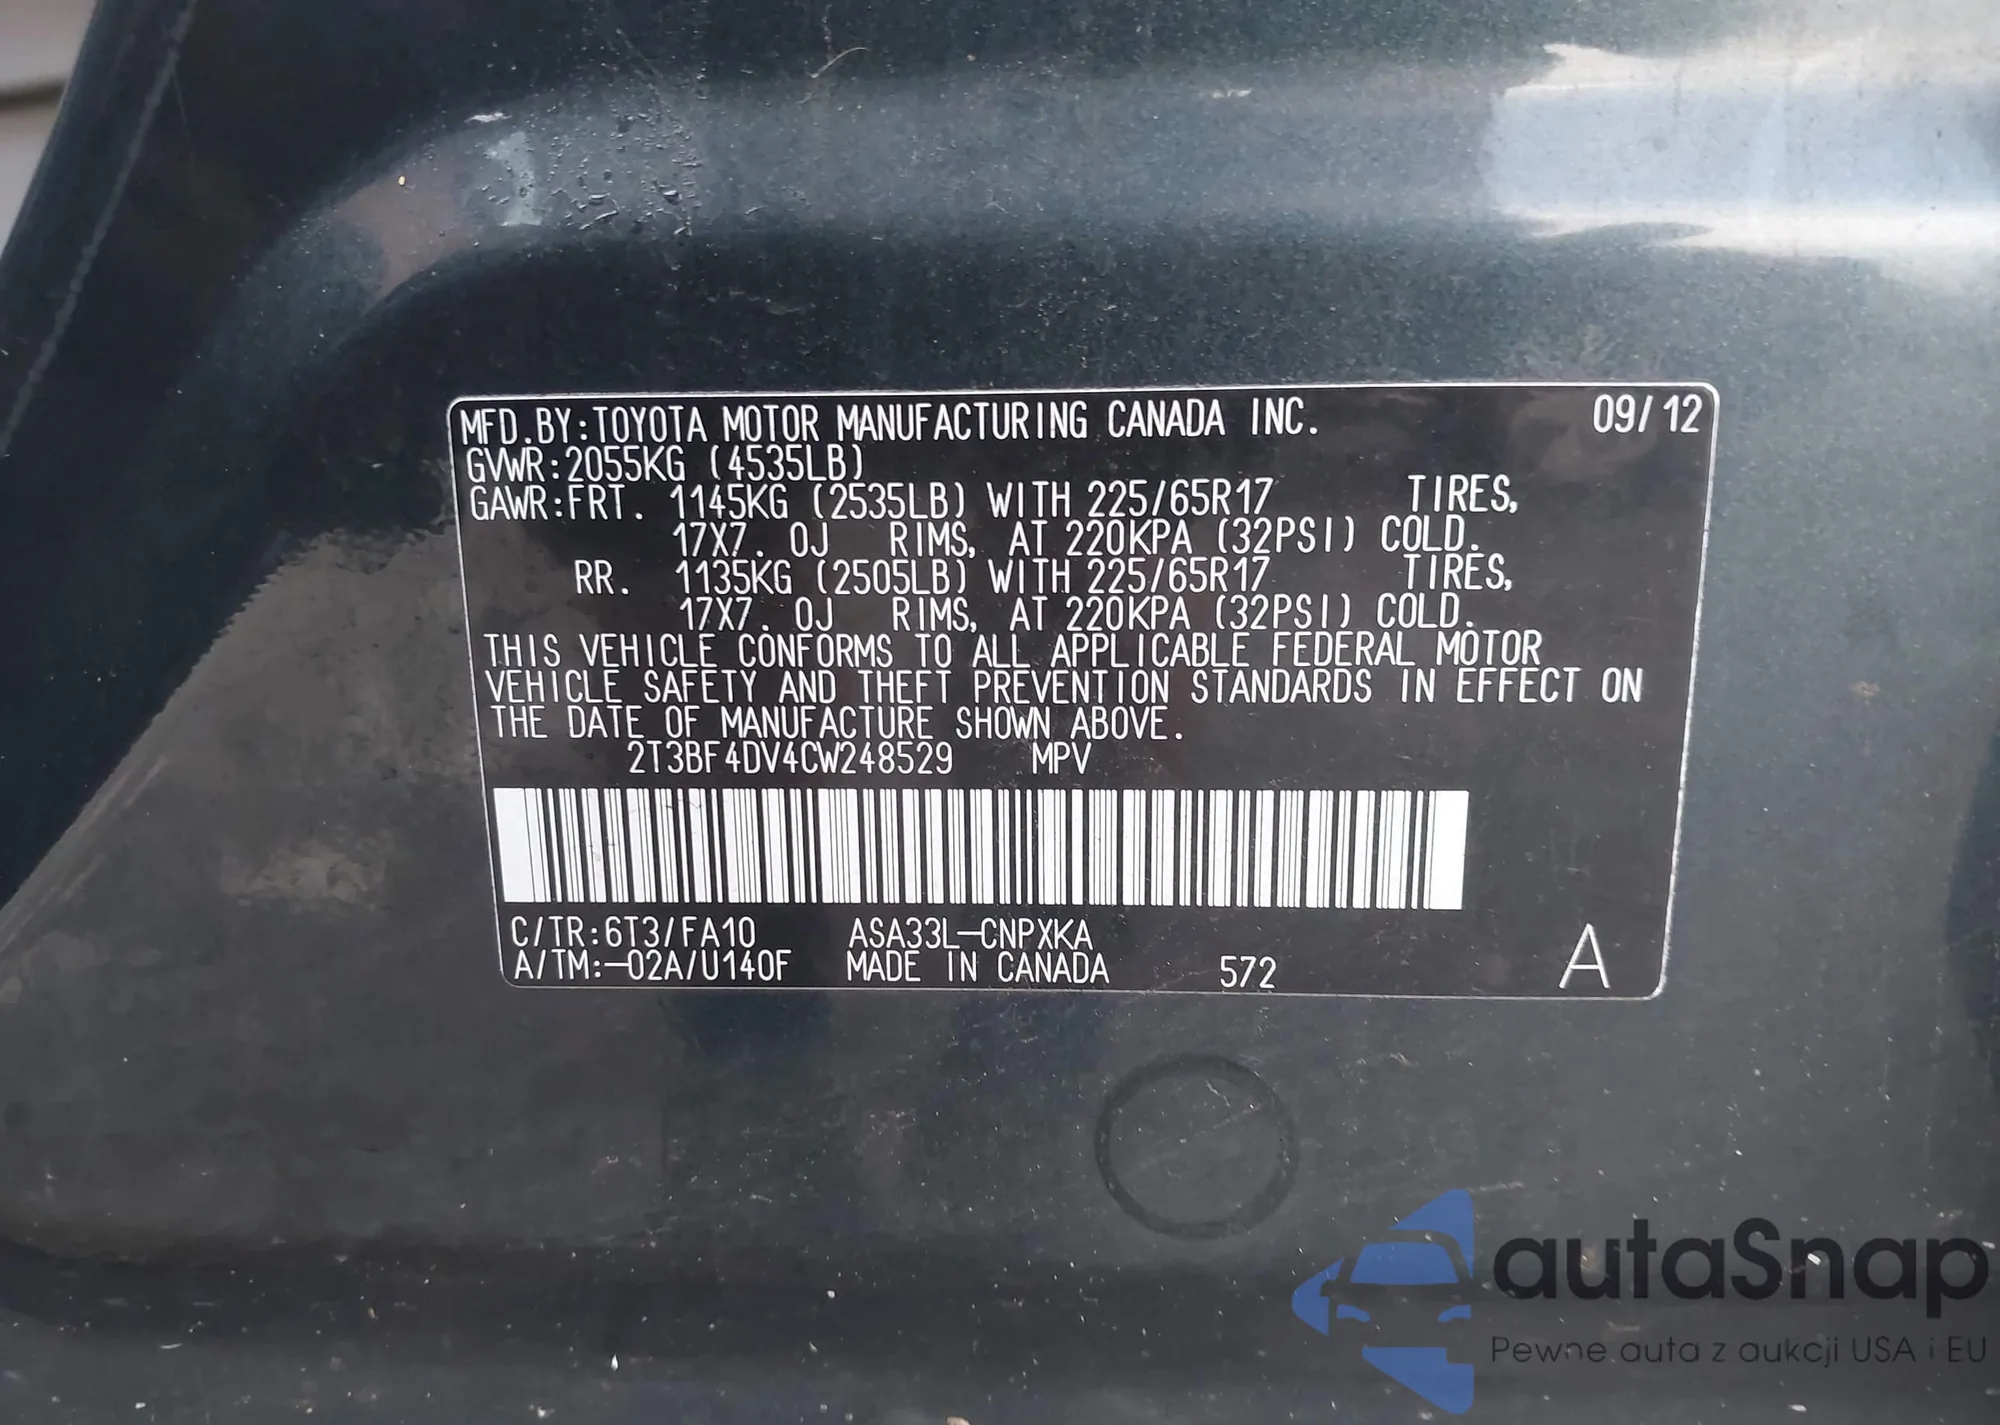 MFD.BY:TOYOTA MOTOR MANUFACTURING CANADA INC. 09/12
GVWR:2055KG (4535LB)
GAWR:FRT. 1145KG (2535LB) WITH 225/65R17 TIRES,
17X7.0J RIMS, AT 220KPA (32PSI) COLD.
RR. 1135KG (2505LB) WITH 225/65R17 TIRES,
17X7.0J RIMS, AT 220KPA (32PSI) COLD.
THIS VEHICLE CONFORMS TO ALL APPLICABLE FEDERAL MOTOR
VEHICLE SAFETY AND THEFT PREVENTION STANDARDS IN EFFECT ON
THE DATE OF MANUFACTURE SHOWN ABOVE.
2T3BF4DV4CW248529 MPV
C/TR:6T3/FA10 ASA33L-CNPXKA
A/TM:-02A/U140F MADE IN CANADA 572 A
autaSnap
Pewne auta z aukcji USA i EU